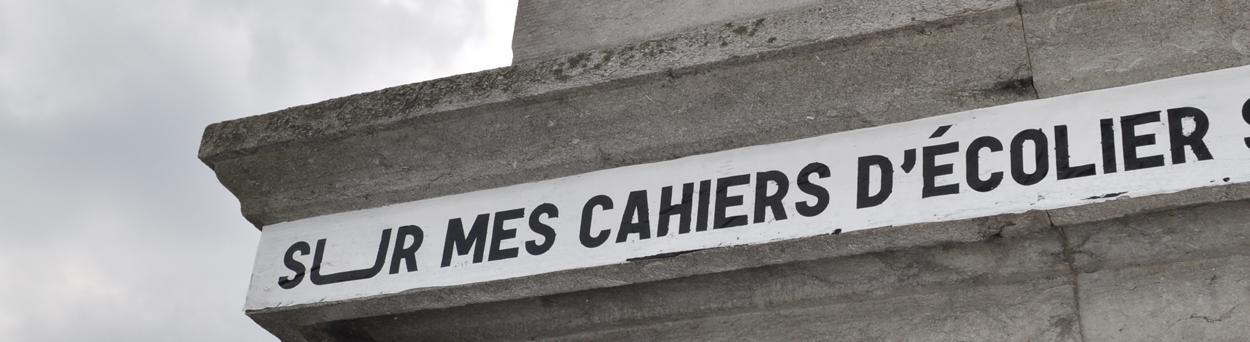 SUR MES CAHIERS D'ÉCOLIER